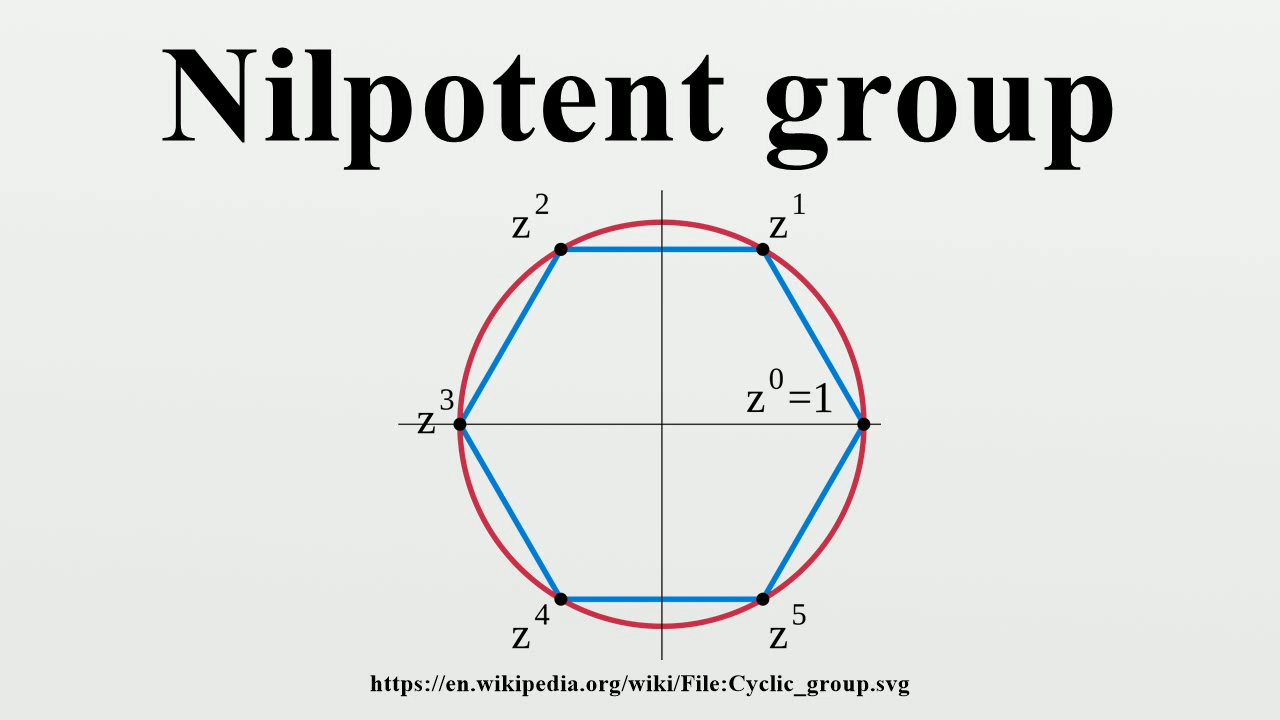 Nilpotent group
z² z¹
z³ z⁰=1
z⁴ z⁵
https://en.wikipedia.org/wiki/File:Cyclic_group.svg